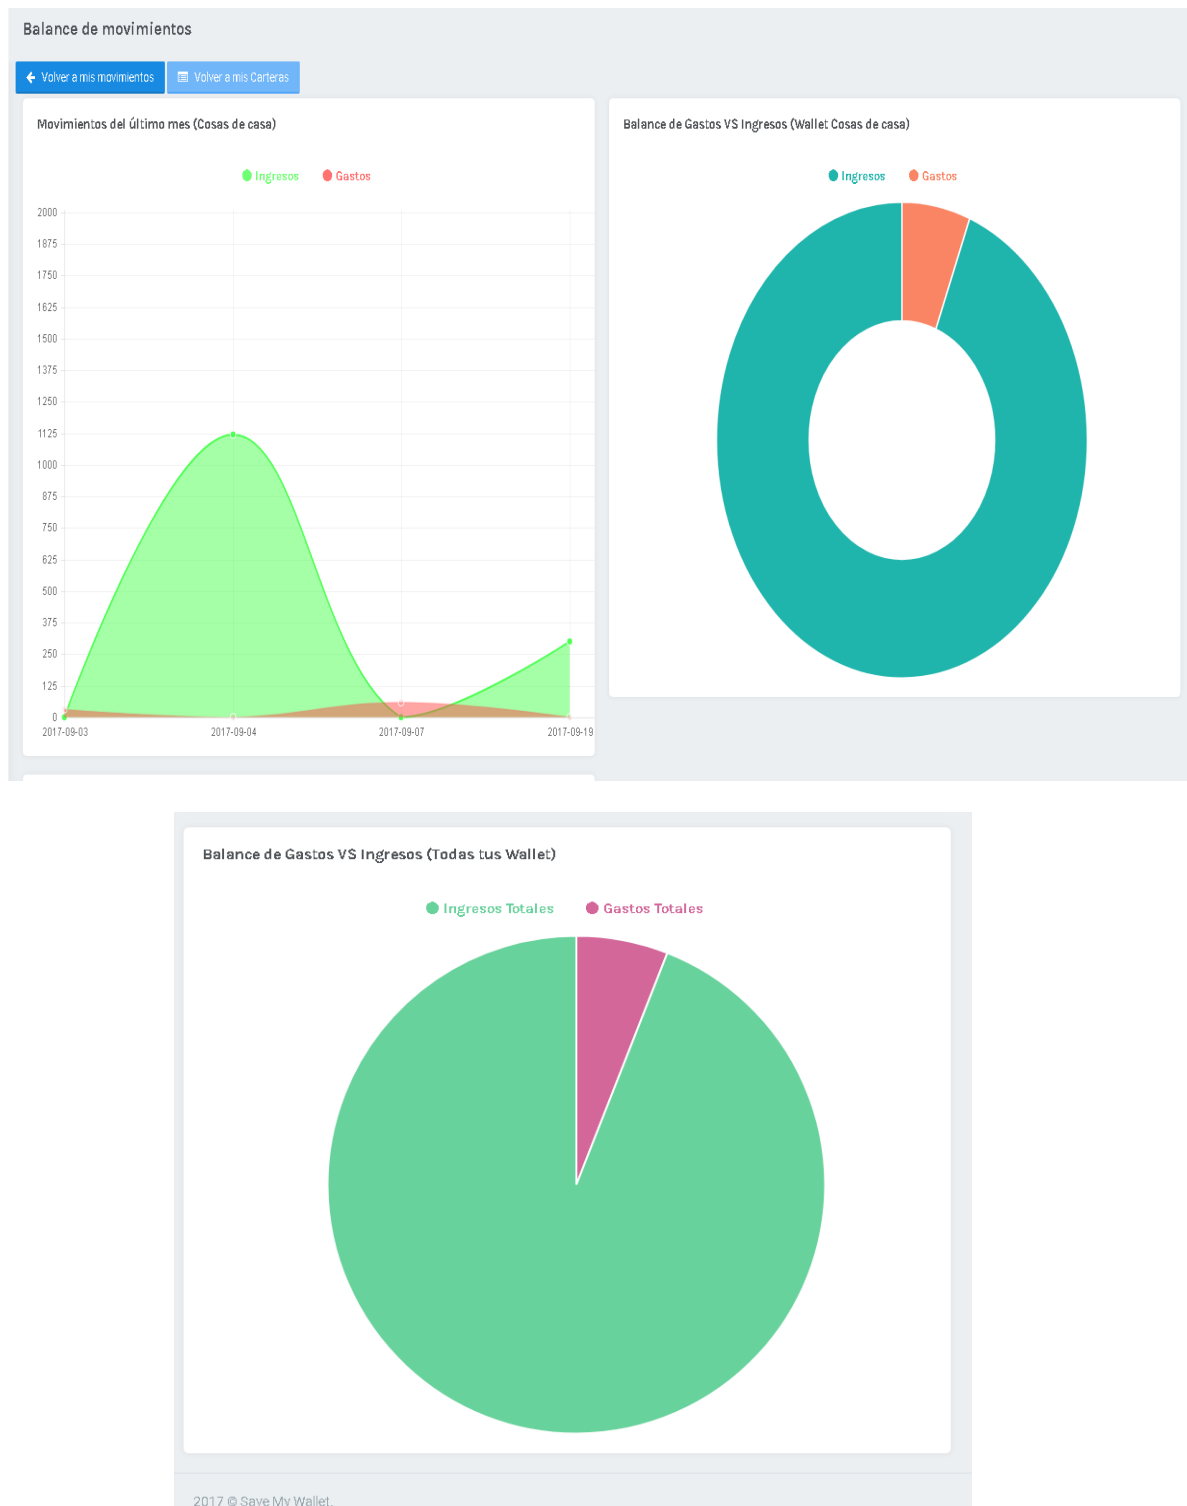 Balance de movimientos
Volver a mis movimientos
Volver a mis Carteras
Movimientos del último mes (Cosas de casa)
Ingresos Gastos
2000
1875
1750
1625
1500
1375
1250
1125
1000
875
750
625
500
375
250
125
0
2017-09-03 2017-09-04 2017-09-07 2017-09-19
Balance de Gastos VS Ingresos (Wallet Cosas de casa)
Ingresos Gastos
Balance de Gastos VS Ingresos (Todas tus Wallet)
Ingresos Totales Gastos Totales
2017 © Save My Wallet.